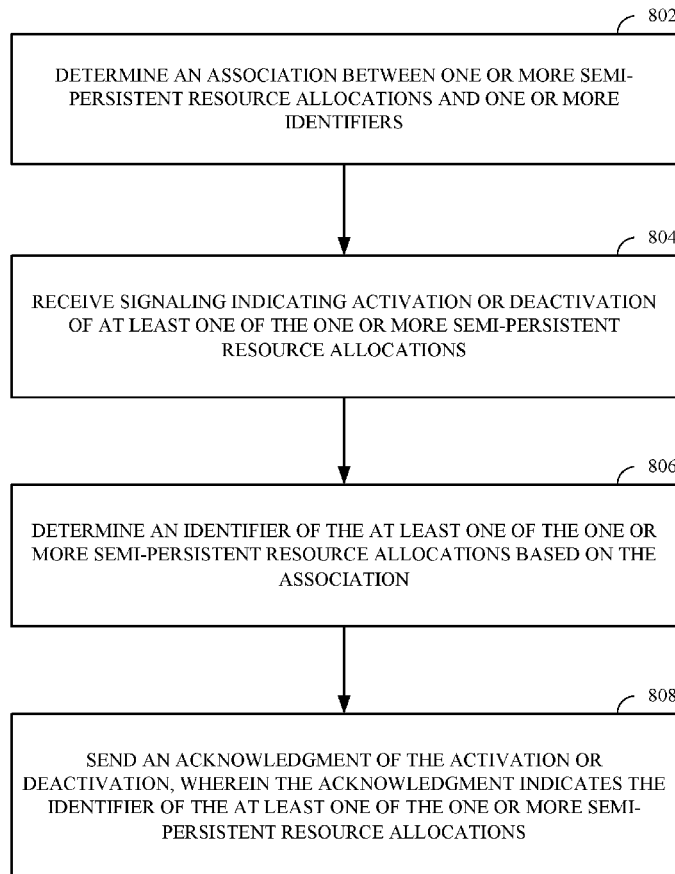 802
DETERMINE AN ASSOCIATION BETWEEN ONE OR MORE SEMI-
PERSISTENT RESOURCE ALLOCATIONS AND ONE OR MORE
IDENTIFIERS
804
RECEIVE SIGNALING INDICATING ACTIVATION OR DEACTIVATION
OF AT LEAST ONE OF THE ONE OR MORE SEMI-PERSISTENT
RESOURCE ALLOCATIONS
806
DETERMINE AN IDENTIFIER OF THE AT LEAST ONE OF THE ONE OR
MORE SEMI-PERSISTENT RESOURCE ALLOCATIONS BASED ON THE
ASSOCIATION
808
SEND AN ACKNOWLEDGMENT OF THE ACTIVATION OR
DEACTIVATION, WHEREIN THE ACKNOWLEDGMENT INDICATES THE
IDENTIFIER OF THE AT LEAST ONE OF THE ONE OR MORE SEMI-
PERSISTENT RESOURCE ALLOCATIONS